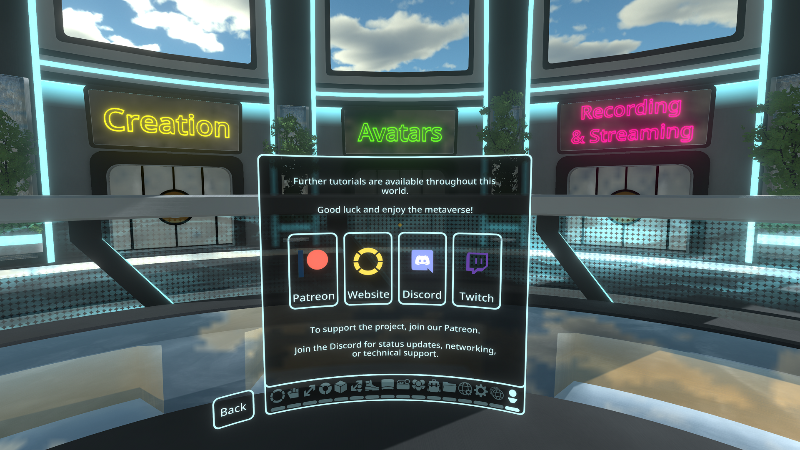 Creation
Avatars
Recording
& Streaming
Further tutorials are available throughout this
world.
Good luck and enjoy the metaverse!
Patreon
Website
Discord
Twitch
To support the project, join our Patreon.
Join the Discord for status updates, networking,
or technical support.
Back